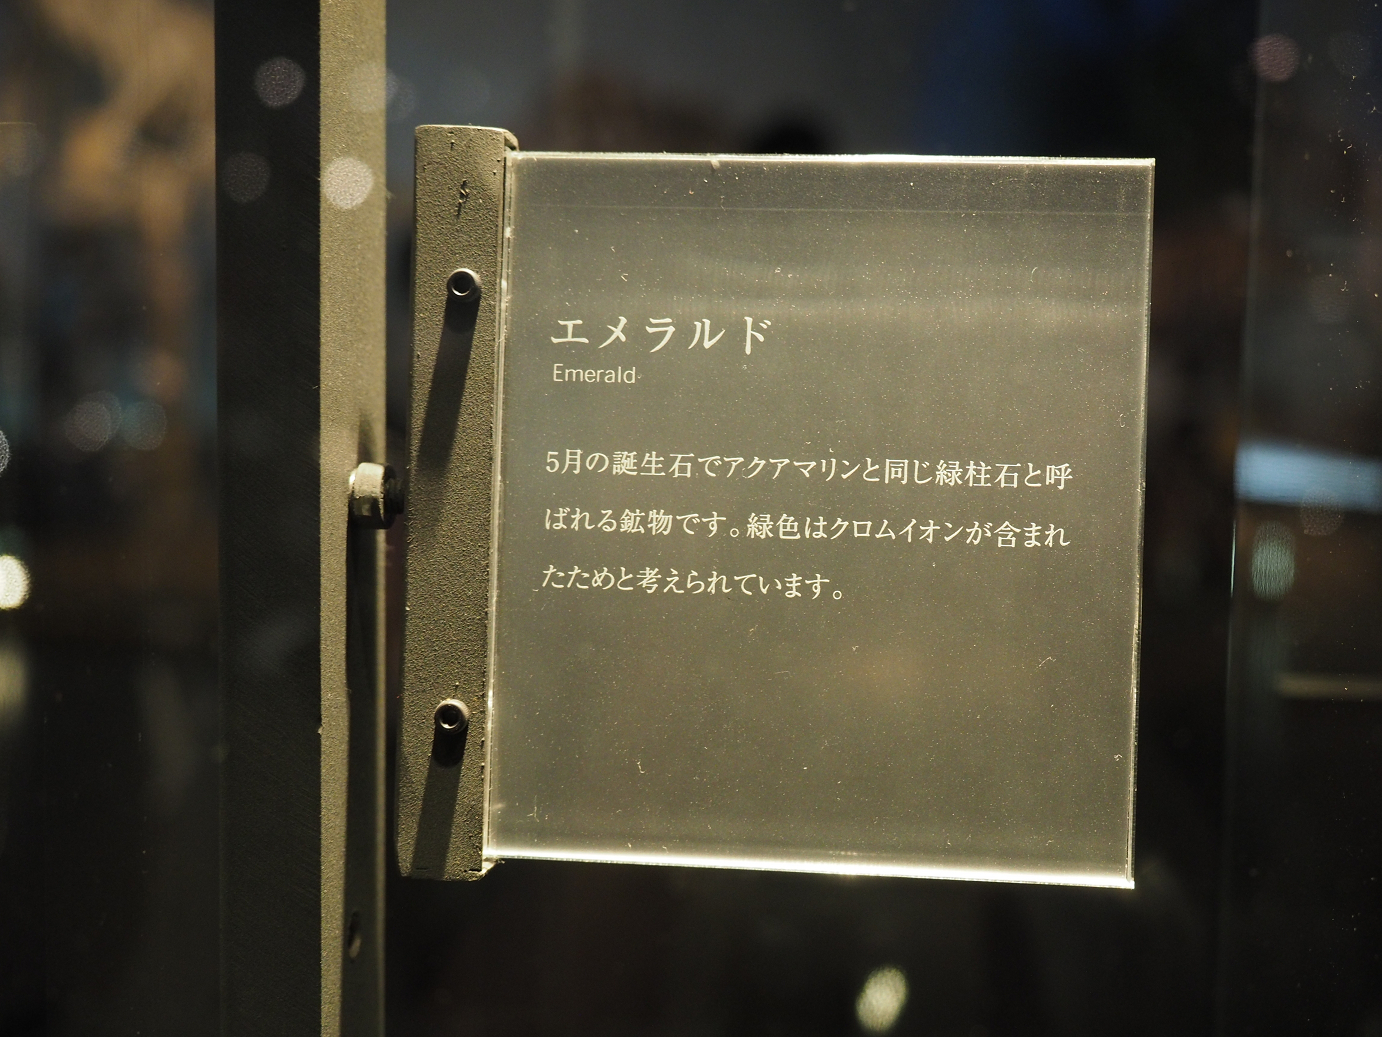 エメラルド
Emerald
5月の誕生石でアクアマリンと同じ緑柱石と呼
ばれる鉱物です。緑色はクロムイオンが含まれ
たためと考えられています。